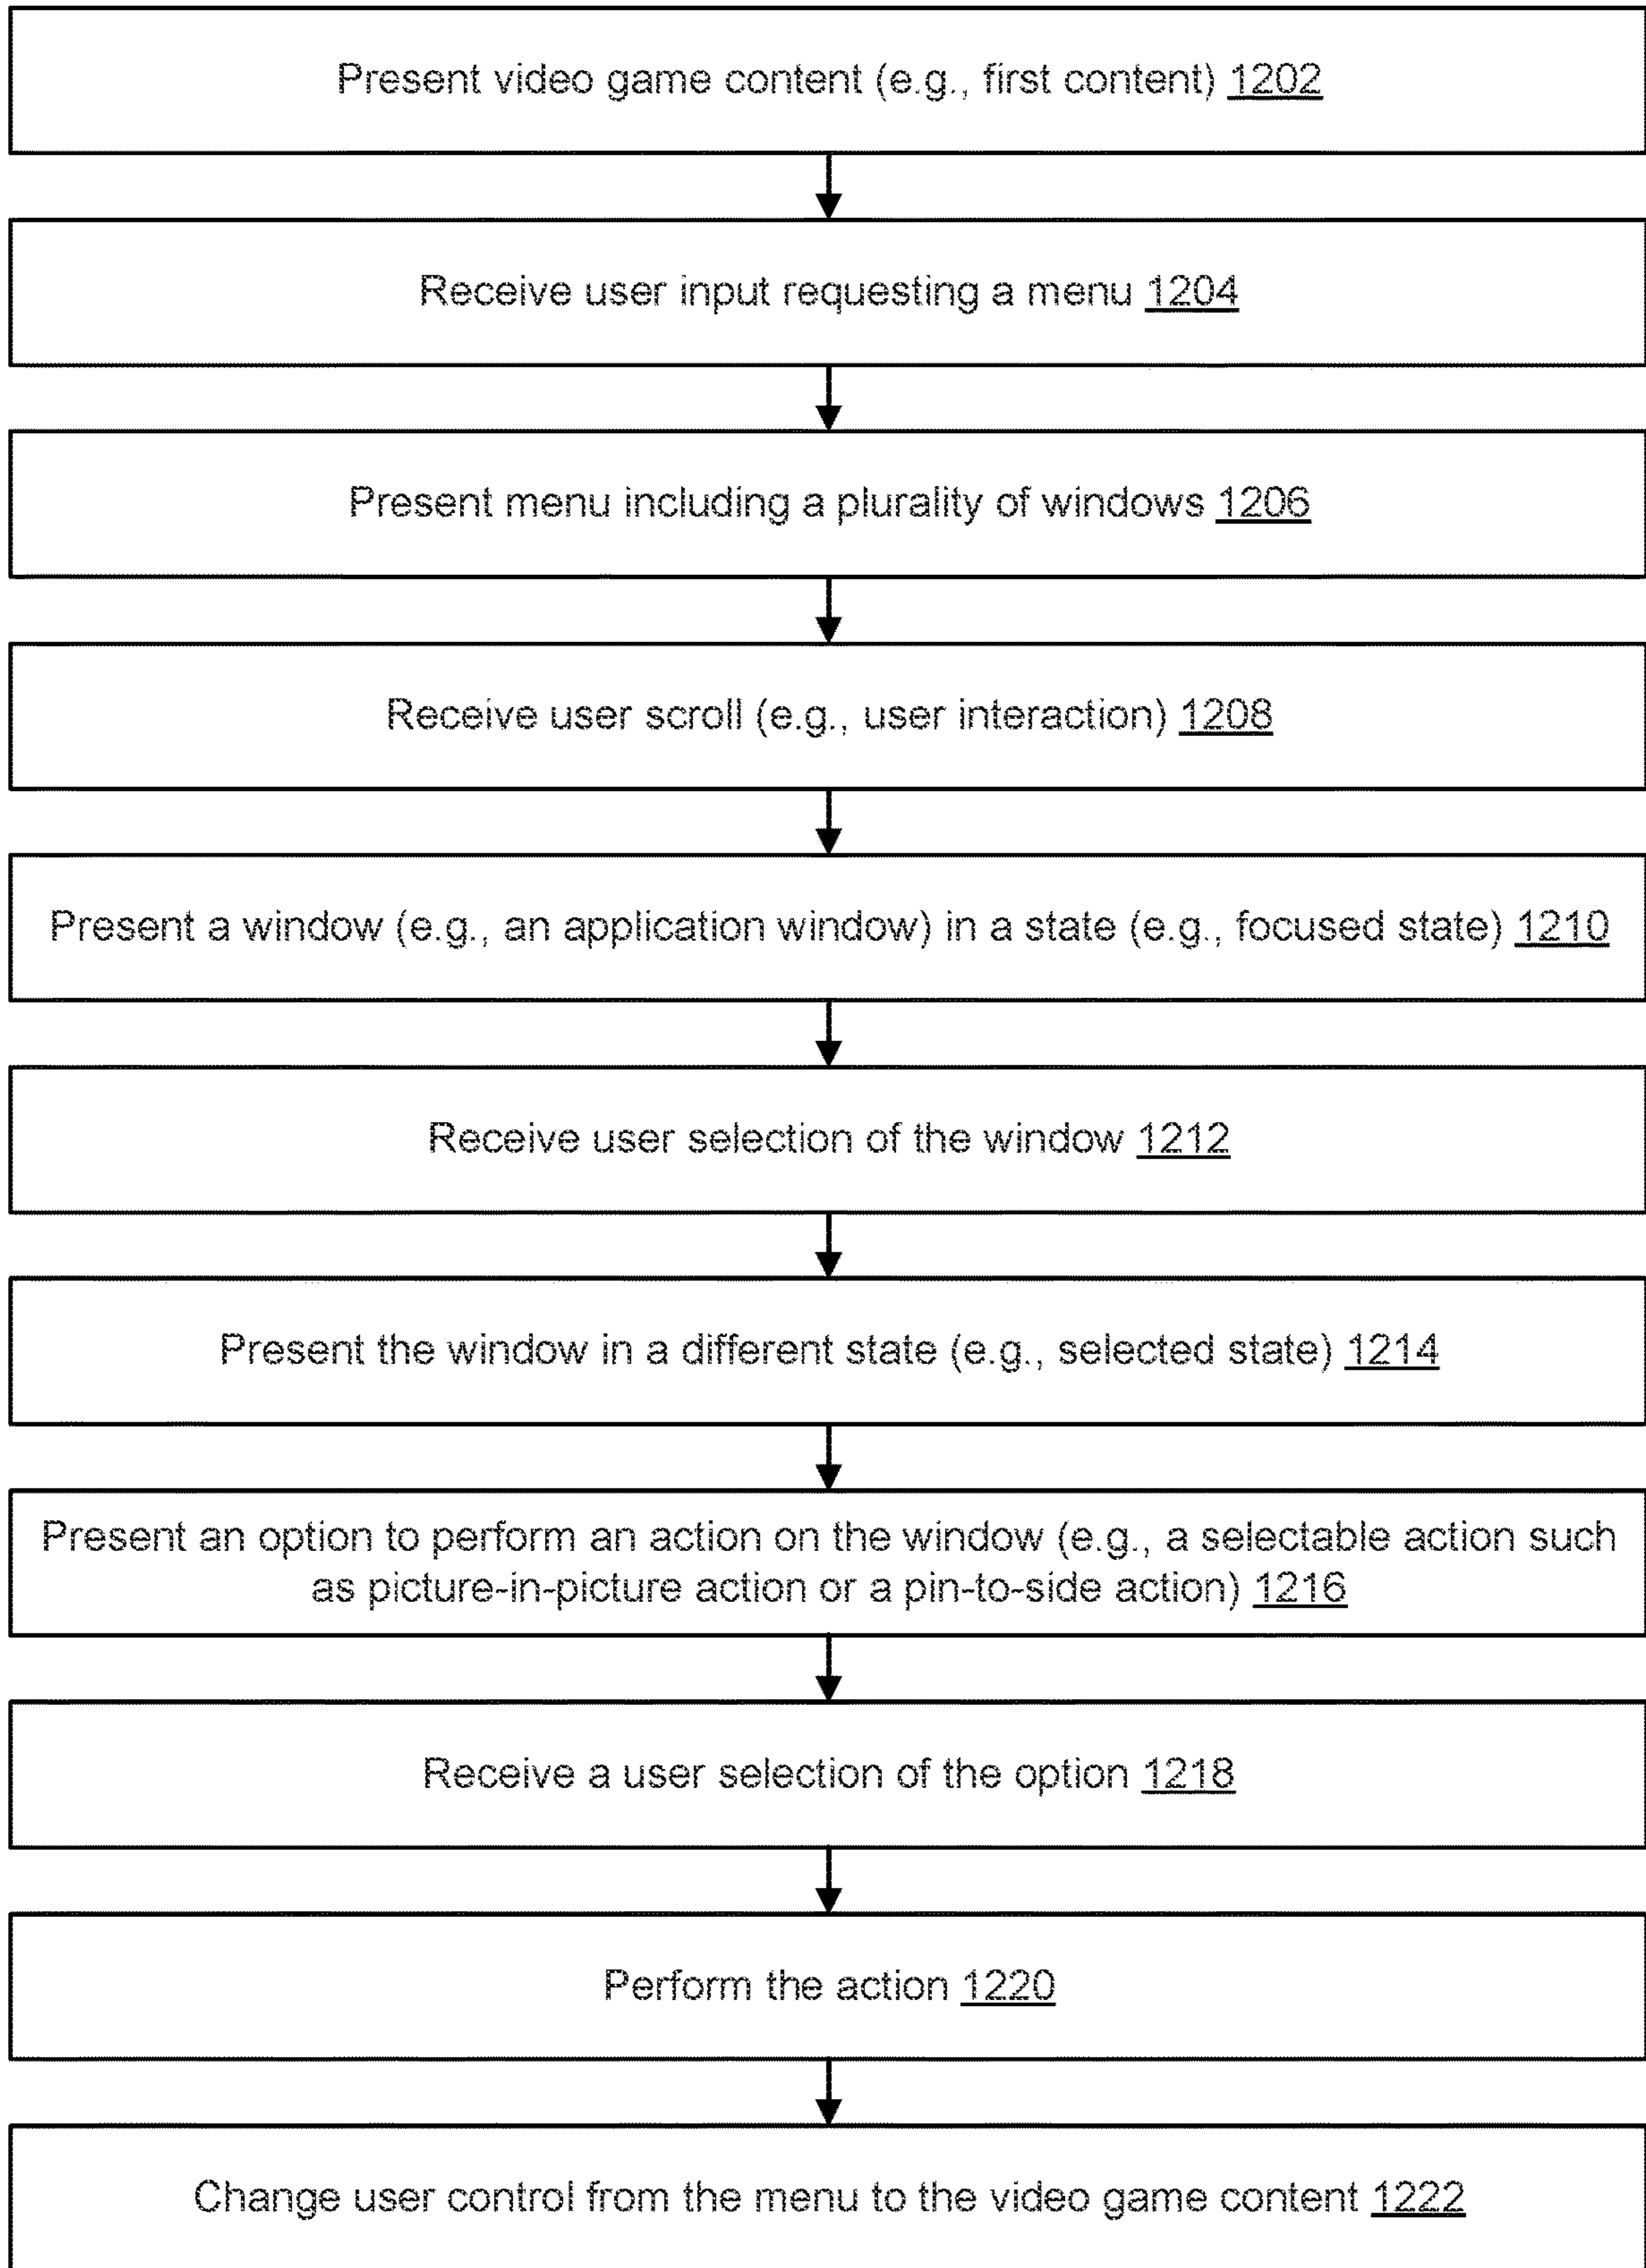 Present video game content (e.g., first content) 1202
Receive user input requesting a menu 1204
Present menu including a plurality of windows 1206
Receive user scroll (e.g., user interaction) 1208
Present a window (e.g., an application window) in a state (e.g., focused state) 1210
Receive user selection of the window 1212
Present the window in a different state (e.g., selected state) 1214
Present an option to perform an action on the window (e.g., a selectable action such
as picture-in-picture action or a pin-to-side action) 1216
Receive a user selection of the option 1218
Perform the action 1220
Change user control from the menu to the video game content 1222